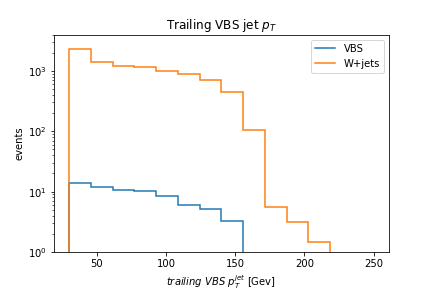 Trailing VBS jet p_T
VBS
W+jets
events
10^3
10^2
10^1
10^0
50 100 150 200 250
trailing VBS p_T^jet [Gev]